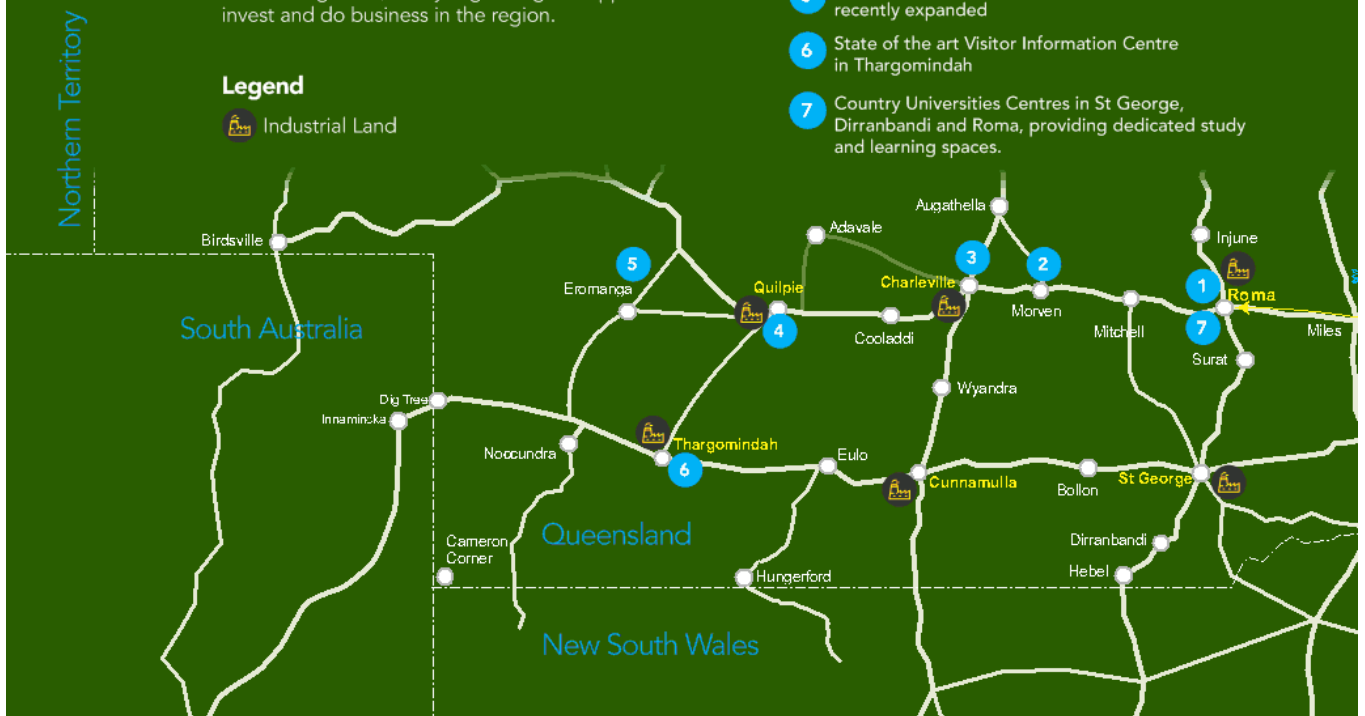 invest and do business in the region.
Legend
Industrial Land
recently expanded
6
State of the art Visitor Information Centre
in Thargomindah
7
Country Universities Centres in St George,
Dirranbandi and Roma, providing dedicated study
and learning spaces.
Northern Territory
Augathella
Adavale
Injune
Birdsville
5
3
2
Charleville
Quilpie
Eromanga
1
Roma
Morven
Mitchell
7
Miles
4
Cooladdi
South Australia
Surat
Wyandra
Dig Tree
Innamincka
Thargomindah
Noccundra
6
Eulo
Cunnamulla
Bollon
St George
Queensland
Cameron
Corner
Dirranbandi
Hebel
Hungerford
New South Wales